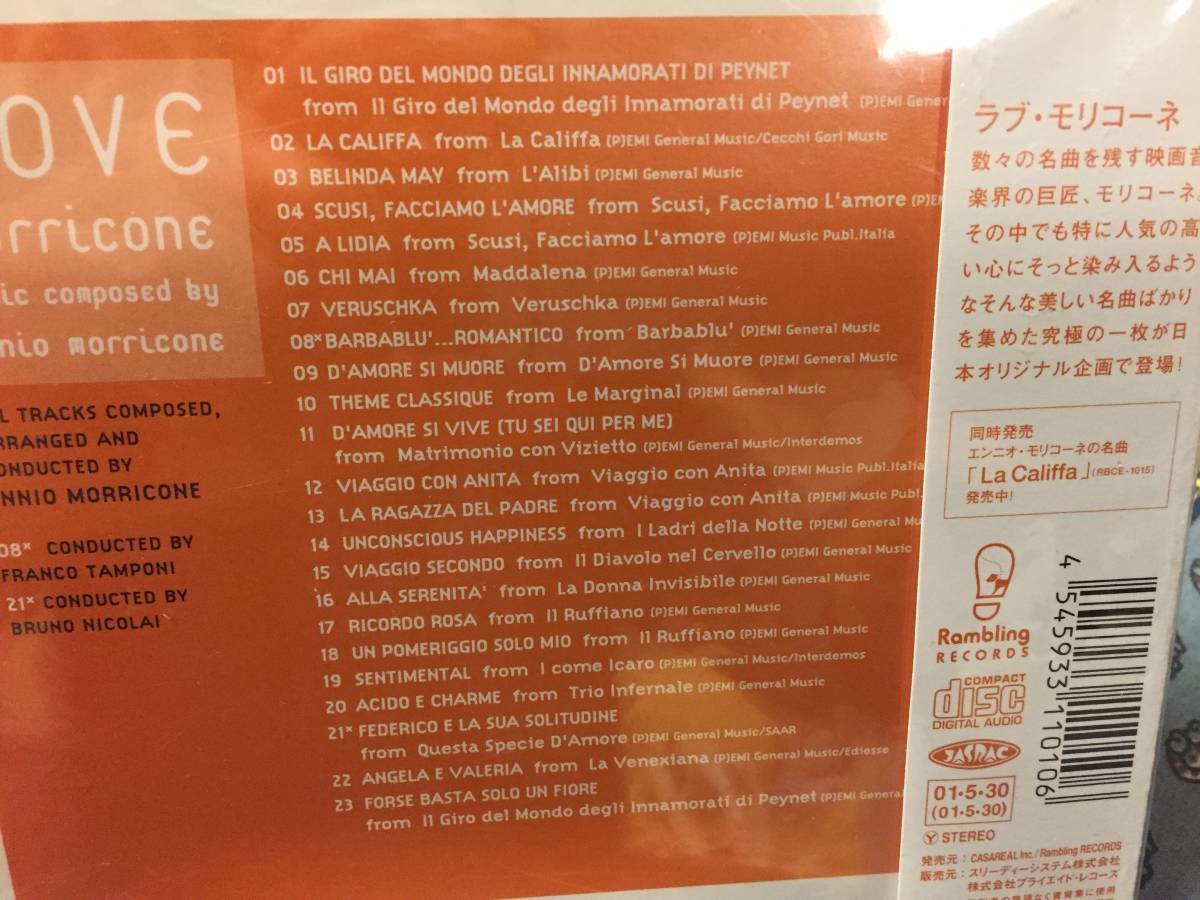 OVE
rricone
ic composed by
nio morricone
L TRACKS COMPOSED,
RRANGED AND
ONDUCTED BY
NNIO MORRICONE
08* CONDUCTED BY
FRANCO TAMPONI
21* CONDUCTED BY
BRUNO NICOLAI
01 IL GIRO DEL MONDO DEGLI INNAMORATI DI PEYNET
from Il Giro del Mondo degli Innamorati di Peynet (P)EMI Gener
02 LA CALIFFA from La Califfa (P)EMI General Music/Cecchi Gori Music
03 BELINDA MAY from L'Alibi (P)EMI General Music
04 SCUSI, FACCIAMO L'AMORE from Scusi, Facciamo L'amore (P)E
05 A LIDIA from Scusi, Facciamo L'amore (P)EMI Music Publ.Italia
06 CHI MAI from Maddalena (P)EMI General Music
07 VERUSCHKA from Veruschka (P)EMI General Music
08* BARBABLU'...ROMANTICO from Barbablu' (P)EMI General Music
09 D'AMORE SI MUORE from D'Amore Si Muore (P)EMI General Music
10 THEME CLASSIQUE from Le Marginal (P)EMI General Music
11 D'AMORE SI VIVE (TU SEI QUI PER ME)
from Matrimonio con Vizietto (P)EMI General Music/Interdemos
12 VIAGGIO CON ANITA from Viaggio con Anita (P)EMI Music Publ.Italia
13 LA RAGAZZA DEL PADRE from Viaggio con Anita (P)EMI Music Publ.
14 UNCONSCIOUS HAPPINESS from I Ladri della Notte (P)EMI General Mu
15 VIAGGIO SECONDO from Il Diavolo nel Cervello (P)EMI General Music
16 ALLA SERENITA' from La Donna Invisibile (P)EMI General Music
17 RICORDO ROSA from Il Ruffiano (P)EMI General Music
18 UN POMERIGGIO SOLO MIO from Il Ruffiano (P)EMI General Music
19 SENTIMENTAL from I come Icaro (P)EMI General Music/Interdemos
20 ACIDO E CHARME from Trio Infernale (P)EMI General Music
21* FEDERICO E LA SUA SOLITUDINE
from Questa Specie D'Amore (P)EMI General Music/SAAR
22 ANGELA E VALERIA from La Venexiana (P)EMI General Music/Ediesse
23 FORSE BASTA SOLO UN FIORE
from Il Giro del Mondo degli Innamorati di Peynet (P)EMI General
ラブ・モリコーネ
数々の名曲を残す映画音
楽界の巨匠、モリコーネ
その中でも特に人気の高
い心にそっと染み入るよう
なそんな美しい名曲ばかり
を集めた究極の一枚が日
本オリジナル企画で登場!
同時発売
エンニオ・モリコーネの名曲
「La Califfa」(RBCE-1015)
発売中!
Rambling
RECORDS
COMPACT
disc
DIGITAL AUDIO
JASRAC
01・5・30
(01・5・30)
Y STEREO
4 545933 110106
発売元:CASAREAL Inc./Rambling RECORDS
販売元:スリーディーシステム株式会社
株式会社プライエイド・レコーズ